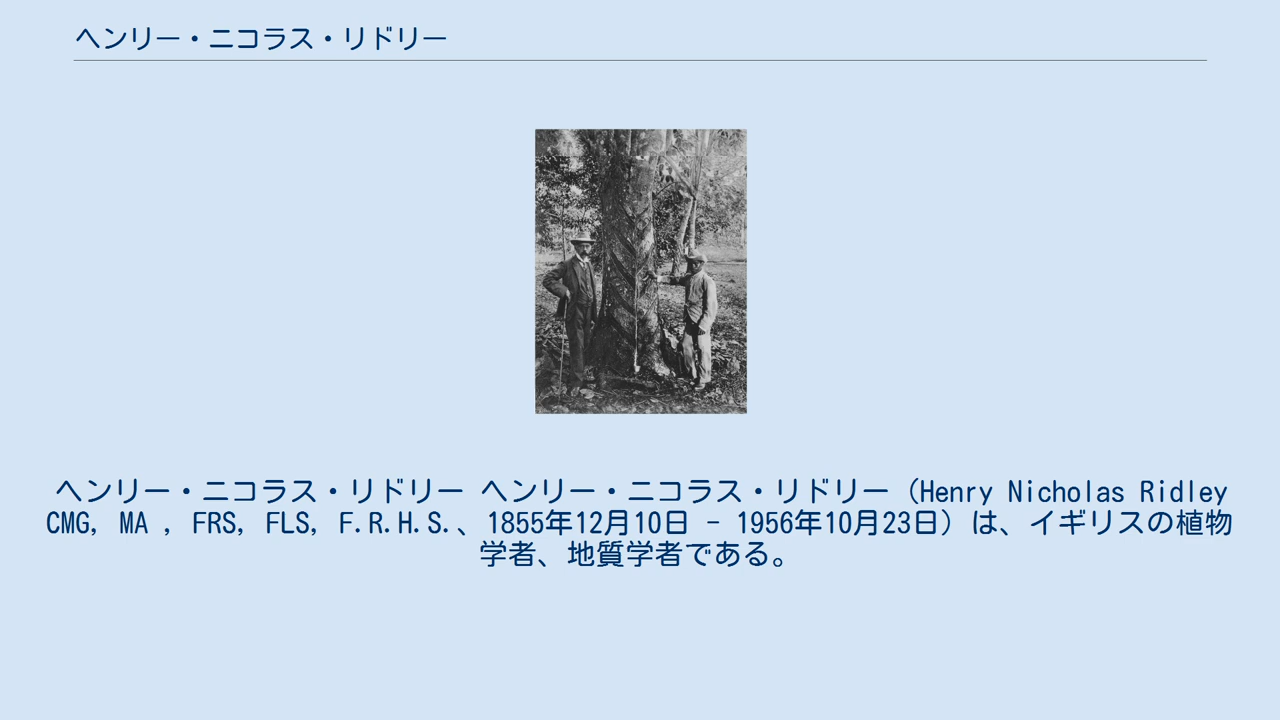 ヘンリー・ニコラス・リドリー
ヘンリー・ニコラス・リドリー ヘンリー・ニコラス・リドリー（Henry Nicholas Ridley
CMG, MA , FRS, FLS, F.R.H.S.、1855年12月10日 - 1956年10月23日）は、イギリスの植物
学者、地質学者である。